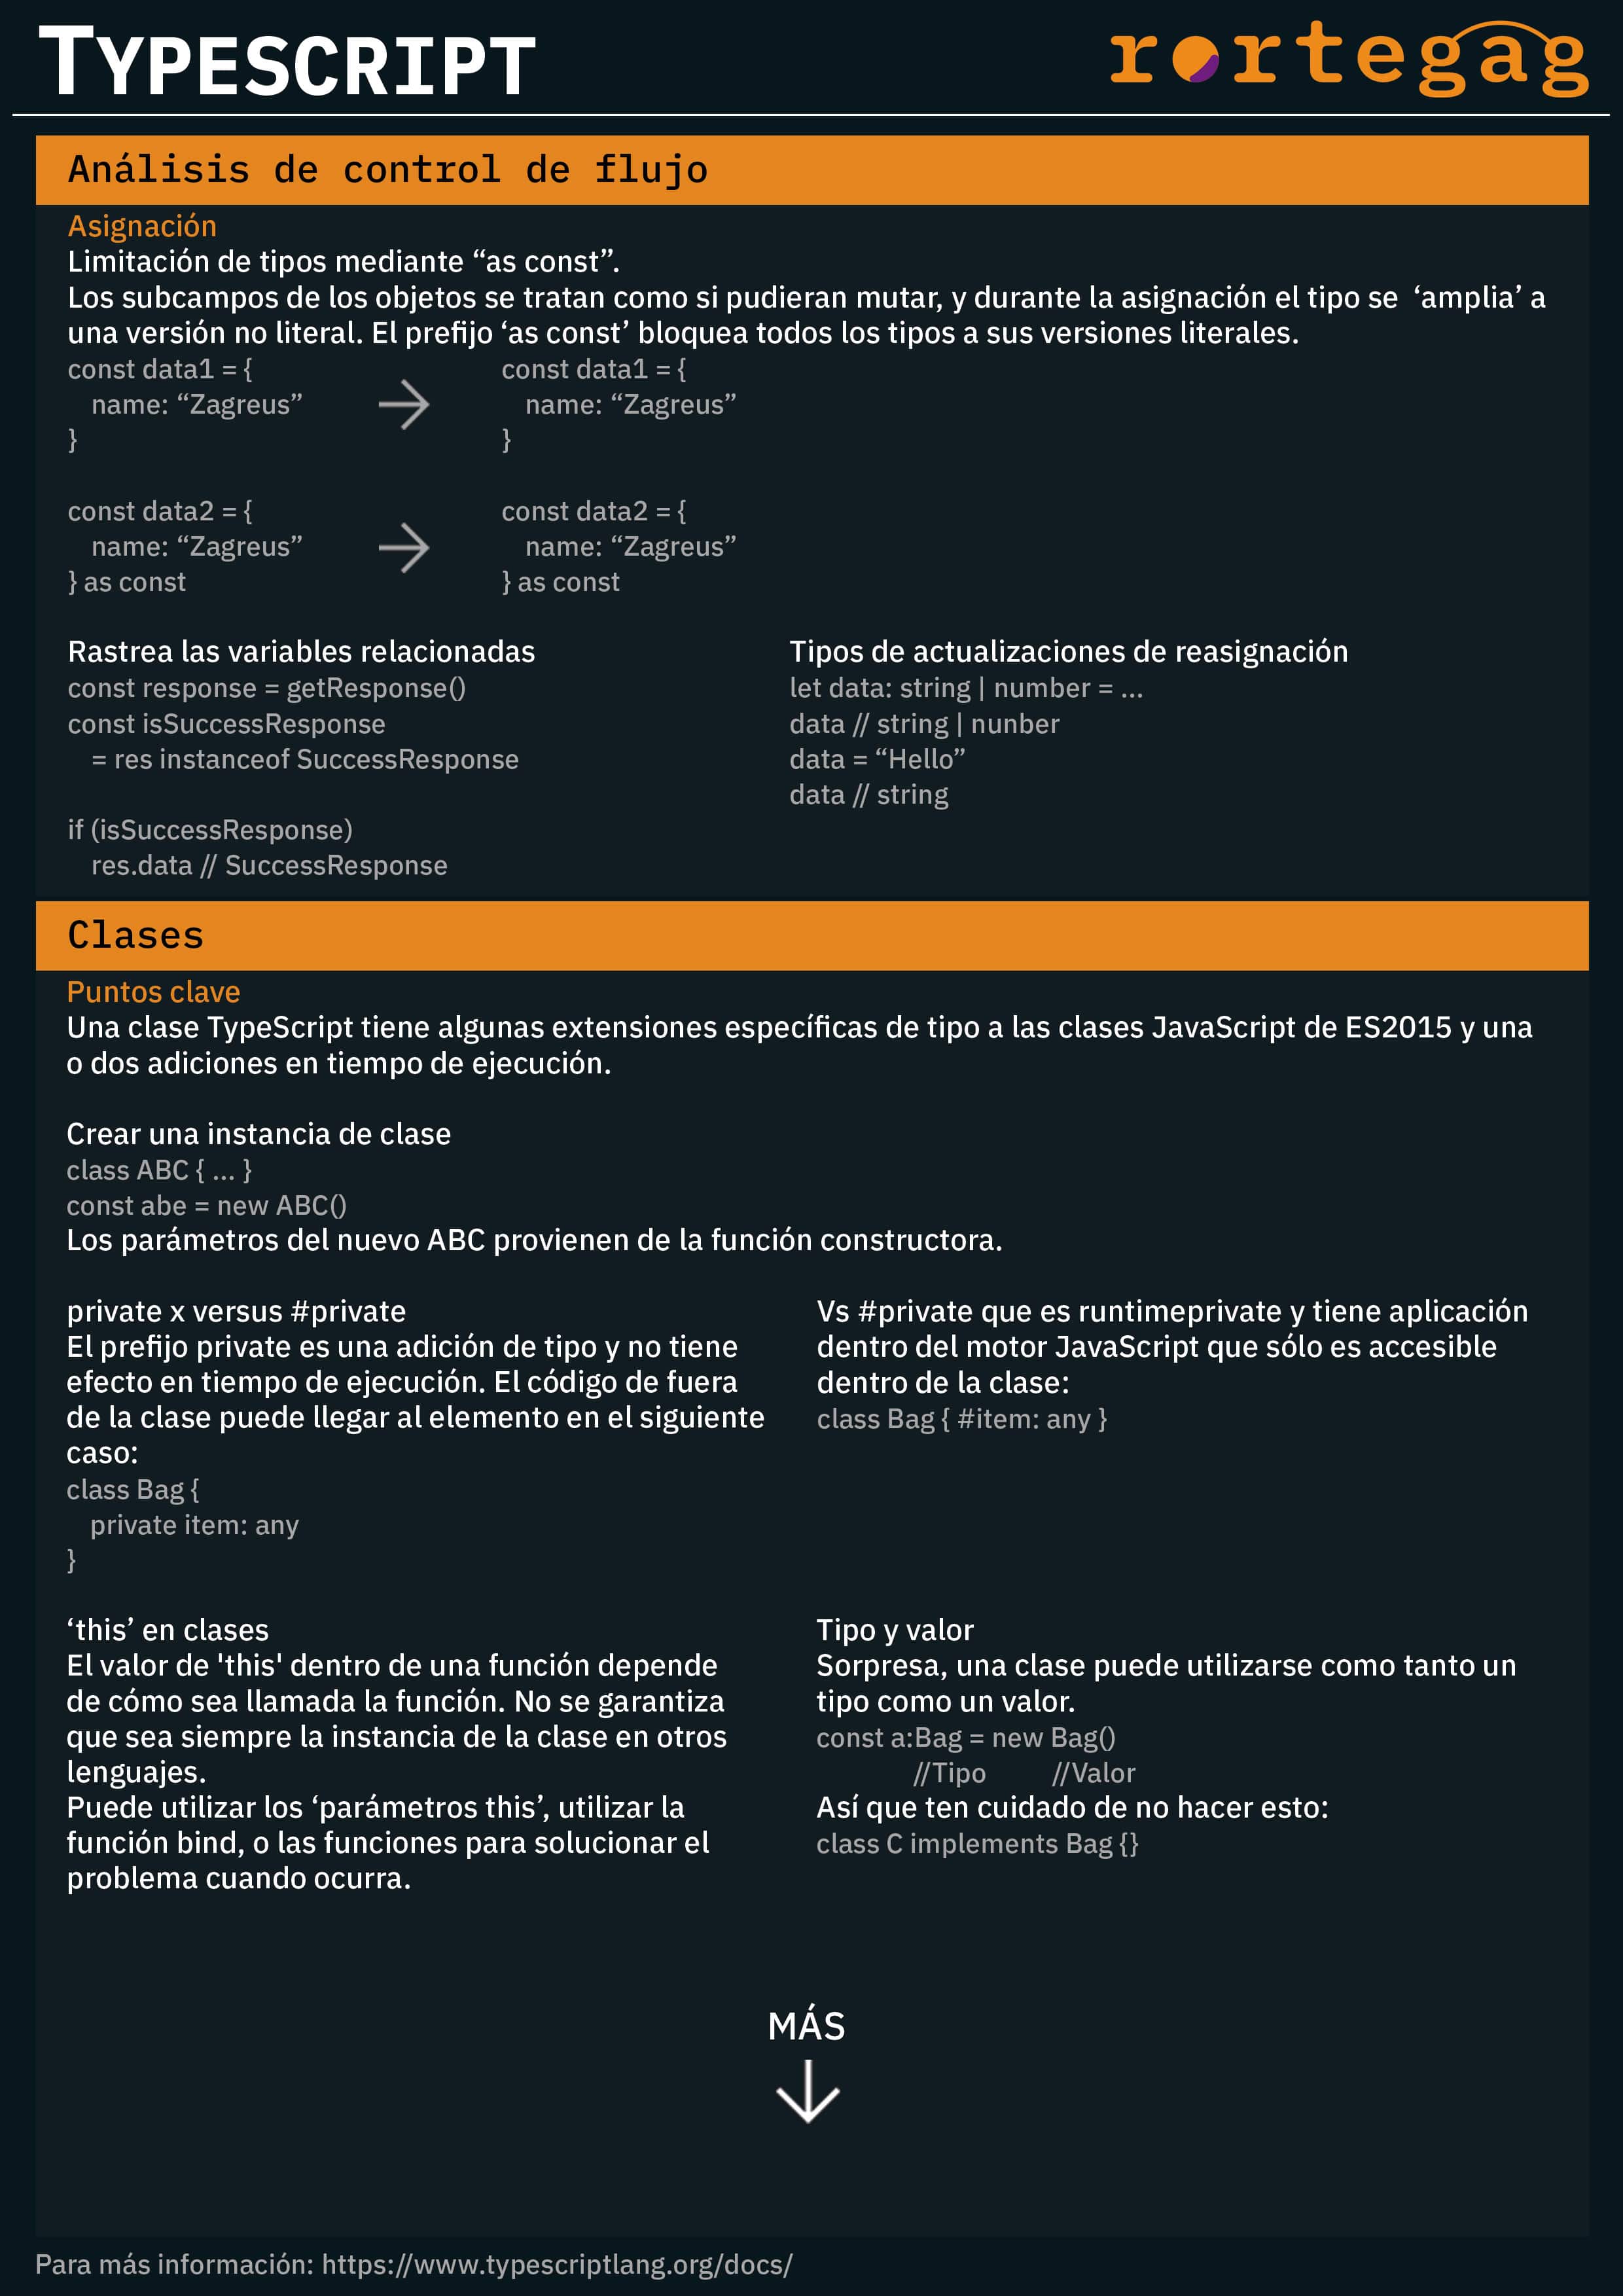 TYPESCRIPT
rortegag
Análisis de control de flujo
Asignación
Limitación de tipos mediante “as const”.
Los subcampos de los objetos se tratan como si pudieran mutar, y durante la asignación el tipo se ‘amplia’ a
una versión no literal. El prefijo ‘as const’ bloquea todos los tipos a sus versiones literales.
const data1 = {
name: “Zagreus”
}
const data1 = {
name: “Zagreus”
}
const data2 = {
name: “Zagreus”
} as const
const data2 = {
name: “Zagreus”
} as const
Rastrea las variables relacionadas
const response = getResponse()
const isSuccessResponse
= res instanceof SuccessResponse
if (isSuccessResponse)
res.data // SuccessResponse
Tipos de actualizaciones de reasignación
let data: string | number = ...
data // string | nunber
data = “Hello”
data // string
Clases
Puntos clave
Una clase TypeScript tiene algunas extensiones específicas de tipo a las clases JavaScript de ES2015 y una
o dos adiciones en tiempo de ejecución.
Crear una instancia de clase
class ABC { ... }
const abe = new ABC()
Los parámetros del nuevo ABC provienen de la función constructora.
private x versus #private
El prefijo private es una adición de tipo y no tiene
efecto en tiempo de ejecución. El código de fuera
de la clase puede llegar al elemento en el siguiente
caso:
class Bag {
private item: any
}
Vs #private que es runtimeprivate y tiene aplicación
dentro del motor JavaScript que sólo es accesible
dentro de la clase:
class Bag { #item: any }
‘this’ en clases
El valor de 'this' dentro de una función depende
de cómo sea llamada la función. No se garantiza
que sea siempre la instancia de la clase en otros
lenguajes.
Puede utilizar los ‘parámetros this’, utilizar la
función bind, o las funciones para solucionar el
problema cuando ocurra.
Tipo y valor
Sorpresa, una clase puede utilizarse como tanto un
tipo como un valor.
const a:Bag = new Bag()
//Tipo //Valor
Así que ten cuidado de no hacer esto:
class C implements Bag {}
MÁS
Para más información: https://www.typescriptlang.org/docs/